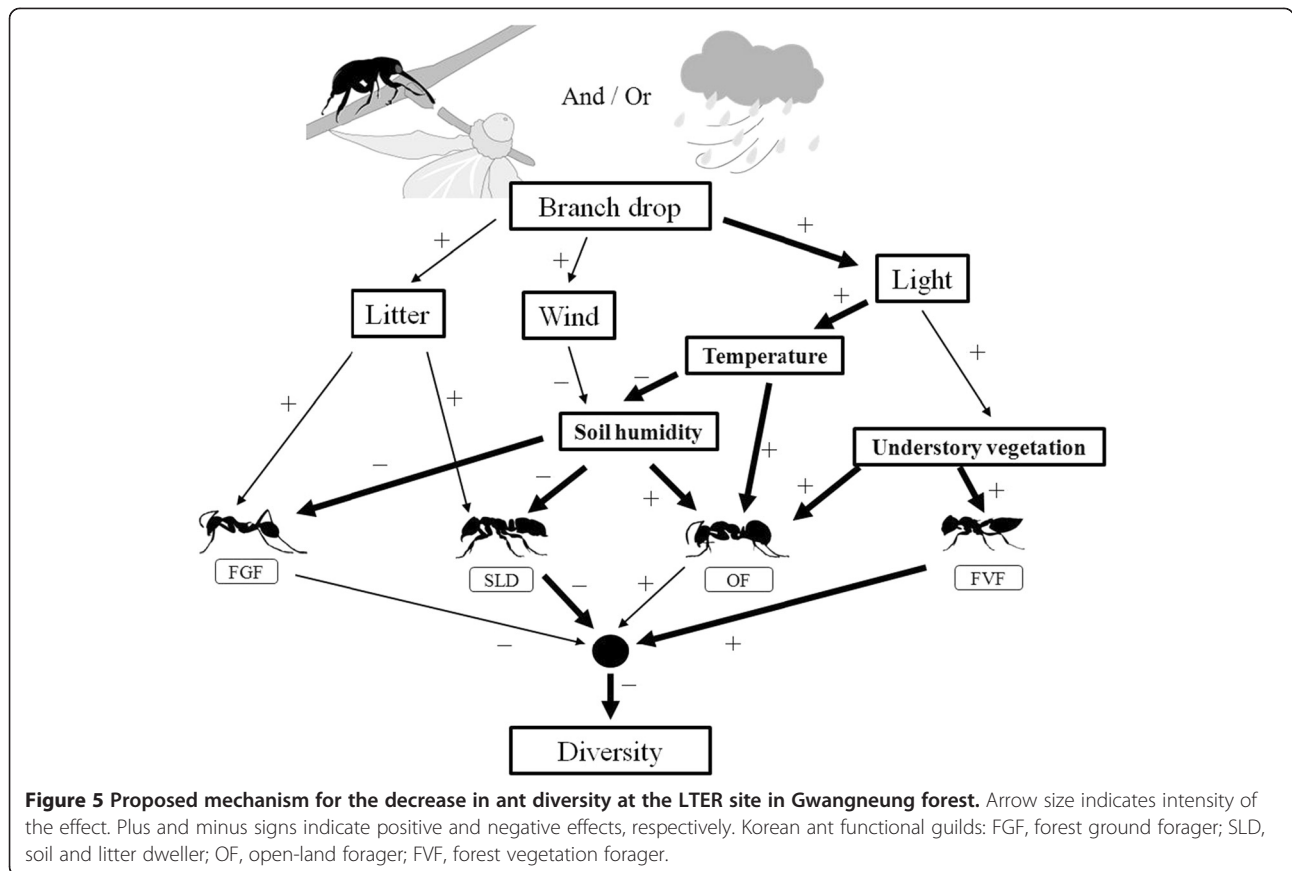 And / Or
Branch drop
+
+
+
Litter
Wind
Light
+
+
Temperature
+
+
−
−
Soil humidity
+
Understory vegetation
−
−
+
+
+
FGF
SLD
OF
FVF
−
−
+
+
−
Diversity
Figure 5 Proposed mechanism for the decrease in ant diversity at the LTER site in Gwangneung forest. Arrow size indicates intensity of
the effect. Plus and minus signs indicate positive and negative effects, respectively. Korean ant functional guilds: FGF, forest ground forager; SLD,
soil and litter dweller; OF, open-land forager; FVF, forest vegetation forager.